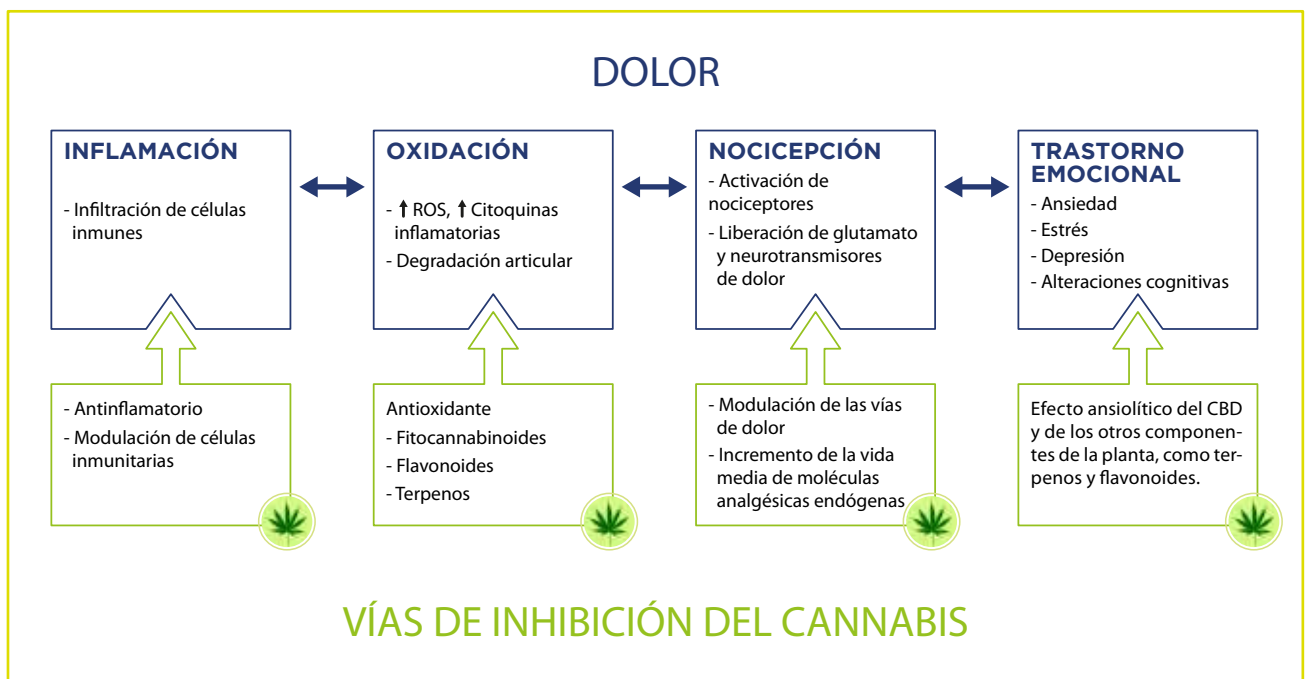 DOLOR
INFLAMACIÓN
- Infiltración de células
inmunes
OXIDACIÓN
- ↑ ROS, ↑ Citoquinas
inflamatorias
- Degradación articular
NOCICEPCIÓN
- Activación de
nociceptores
- Liberación de glutamato
y neurotransmisores
de dolor
TRASTORNO
EMOCIONAL
- Ansiedad
- Estrés
- Depresión
- Alteraciones cognitivas
- Antinflamatorio
- Modulación de células
inmunitarias
Antioxidante
- Fitocannabinoides
- Flavonoides
- Terpenos
- Modulación de las vías
de dolor
- Incremento de la vida
media de moléculas
analgésicas endógenas
Efecto ansiolítico del CBD
y de los otros componen-
tes de la planta, como ter-
penos y flavonoides.
VÍAS DE INHIBICIÓN DEL CANNABIS